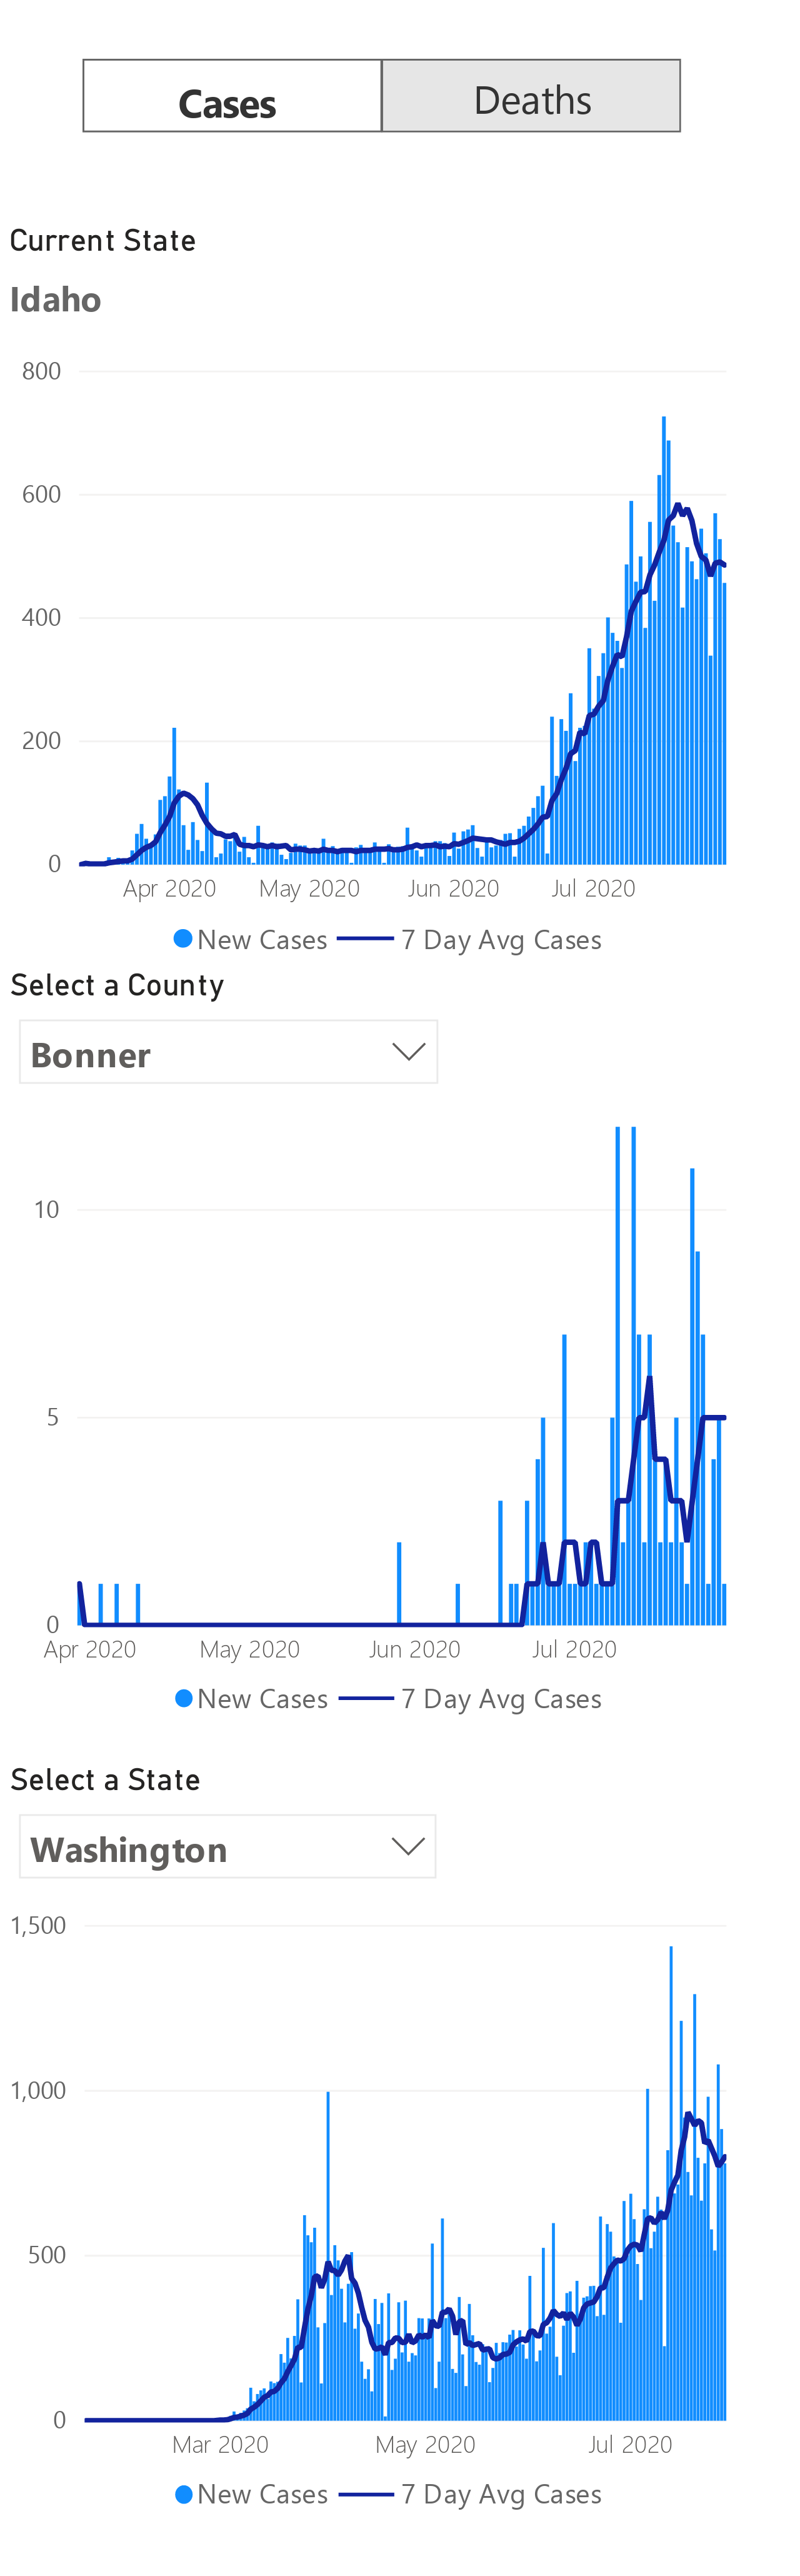 Cases Deaths
Current State
Idaho
800
600
400
200
0
Apr 2020 May 2020 Jun 2020 Jul 2020
New Cases 7 Day Avg Cases
Select a County
Bonner
10
5
0
Apr 2020 May 2020 Jun 2020 Jul 2020
New Cases 7 Day Avg Cases
Select a State
Washington
1,500
1,000
500
0
Mar 2020 May 2020 Jul 2020
New Cases 7 Day Avg Cases